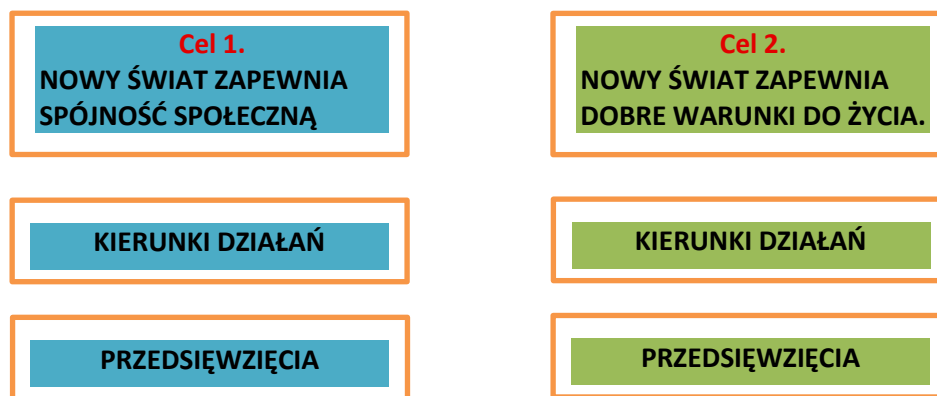 Cel 1.
NOWY ŚWIAT ZAPEWNIA
SPÓJNOŚĆ SPOŁECZNĄ
Cel 2.
NOWY ŚWIAT ZAPEWNIA
DOBRE WARUNKI DO ŻYCIA.
KIERUNKI DZIAŁAŃ
KIERUNKI DZIAŁAŃ
PRZEDSIĘWZIĘCIA
PRZEDSIĘWZIĘCIA